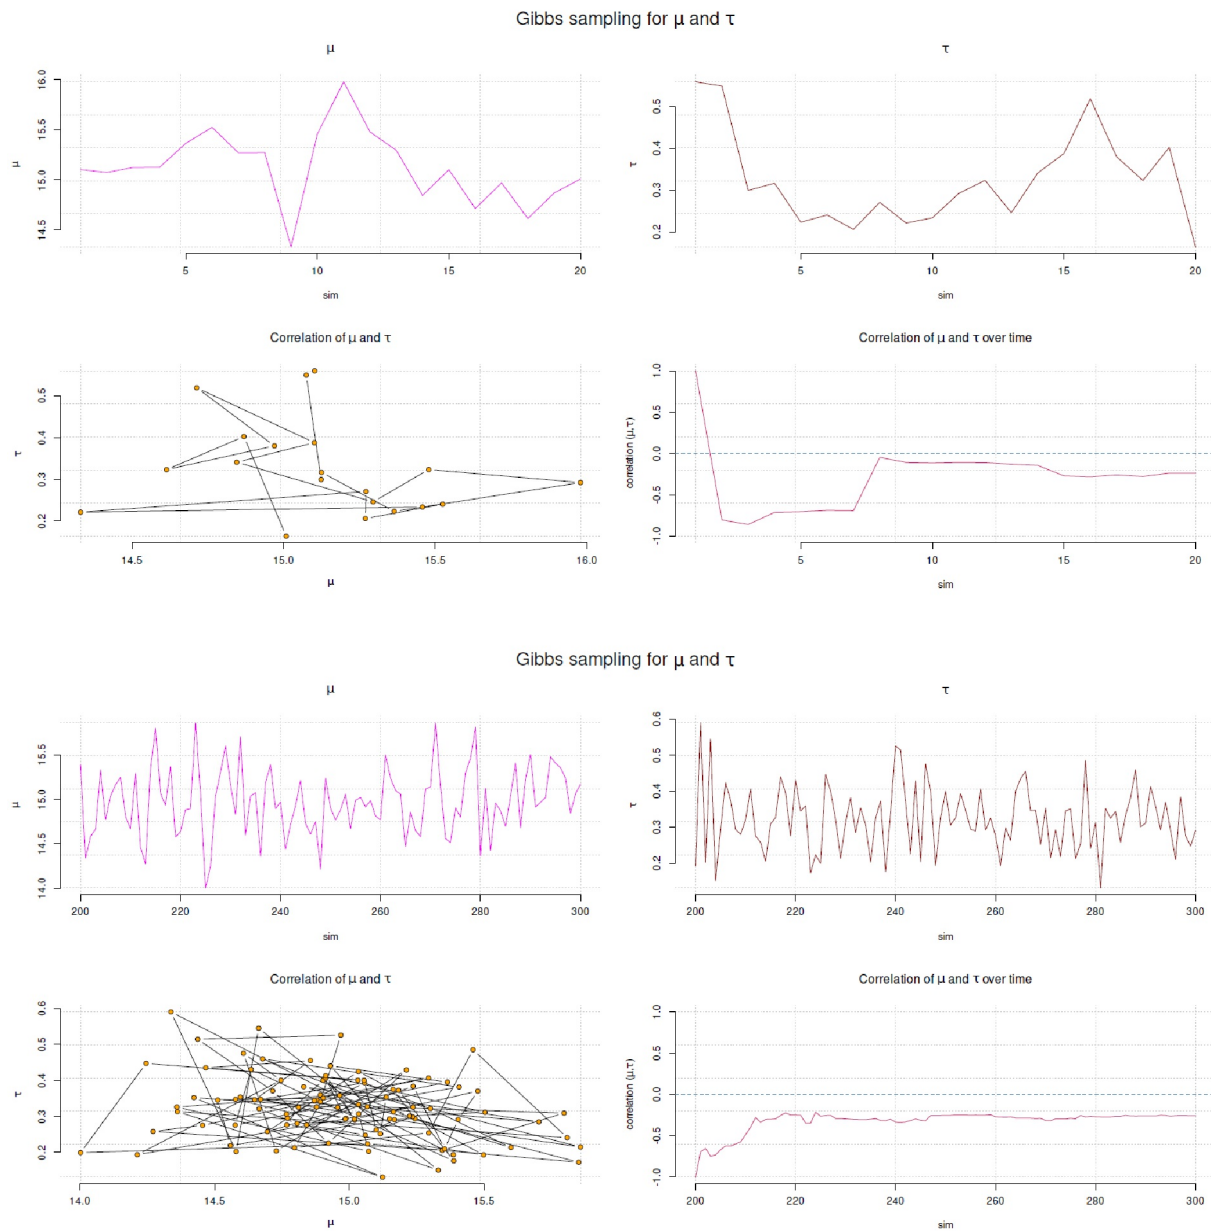 Gibbs sampling for μ and τ
μ
τ
16.0
15.5
15.0
14.5
μ
5 10 15 20
sim
0.5
0.4
0.3
0.2
τ
5 10 15 20
sim
Correlation of μ and τ
Correlation of μ and τ over time
0.5
0.4
0.3
0.2
τ
14.5 15.0 15.5 16.0
μ
1.0
0.5
0.0
-0.5
-1.0
correlation (μ,τ)
5 10 15 20
sim
Gibbs sampling for μ and τ
μ
τ
15.5
15.0
14.5
14.0
μ
200 220 240 260 280 300
sim
0.6
0.5
0.4
0.3
0.2
τ
200 220 240 260 280 300
sim
Correlation of μ and τ
Correlation of μ and τ over time
0.6
0.5
0.4
0.3
0.2
τ
14.0 14.5 15.0 15.5
μ
1.0
0.5
0.0
-0.5
-1.0
correlation (μ,τ)
200 220 240 260 280 300
sim